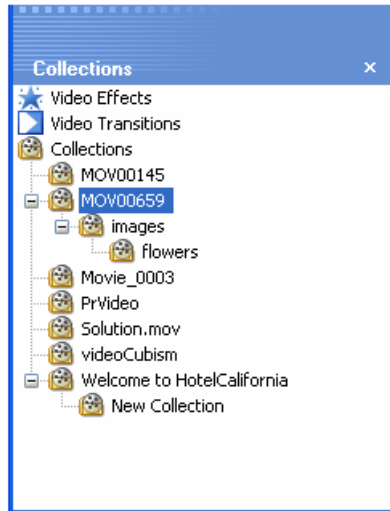 Collections
Video Effects
Video Transitions
Collections
MOV00145
MOV00659
images
flowers
Movie_0003
PrVideo
Solution.mov
videoCubism
Welcome to HotelCalifornia
New Collection